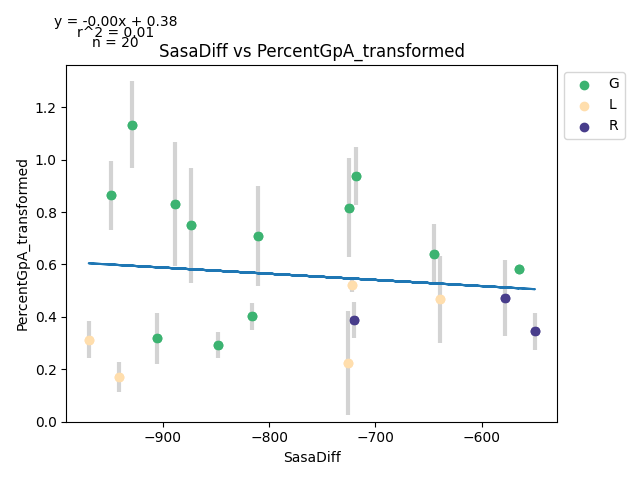 y = -0.00x + 0.38
r^2 = 0.01
n = 20
SasaDiff vs PercentGpA_transformed
G
L
R
PercentGpA_transformed
1.2
1.0
0.8
0.6
0.4
0.2
0.0
−900
−800
−700
−600
SasaDiff